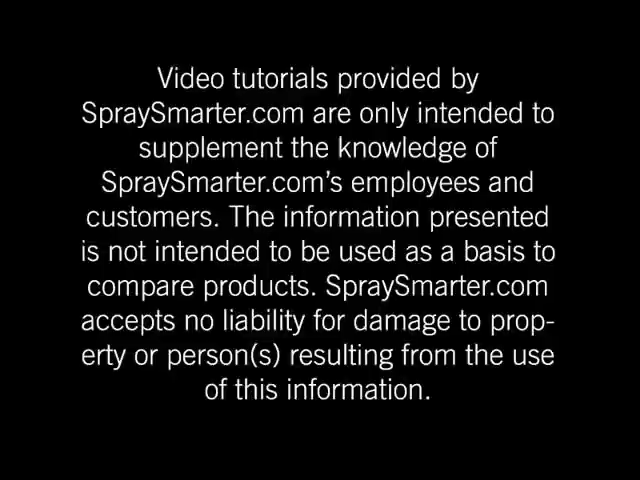 Video tutorials provided by
SpraySmarter.com are only intended to
supplement the knowledge of
SpraySmarter.com’s employees and
customers. The information presented
is not intended to be used as a basis to
compare products. SpraySmarter.com
accepts no liability for damage to prop-
erty or person(s) resulting from the use
of this information.